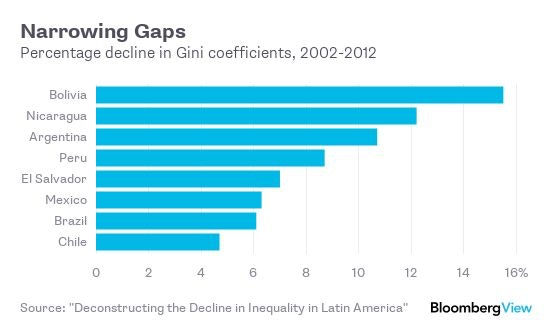 Narrowing Gaps
Percentage decline in Gini coefficients, 2002-2012
Bolivia
Nicaragua
Argentina
Peru
El Salvador
Mexico
Brazil
Chile
0 2 4 6 8 10 12 14 16%
Source: "Deconstructing the Decline in Inequality in Latin America" BloombergView